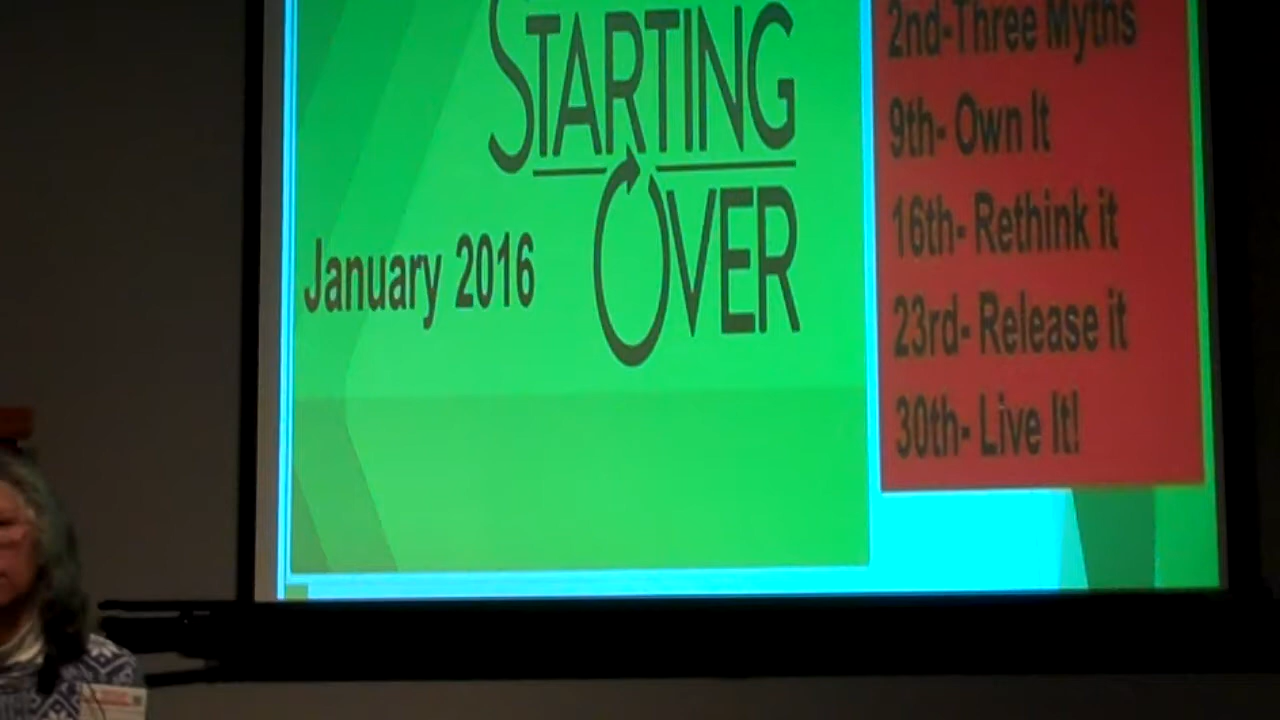 STARTING
OVER
January 2016
2nd-Three Myths
9th- Own It
16th- Rethink it
23rd- Release it
30th- Live It!